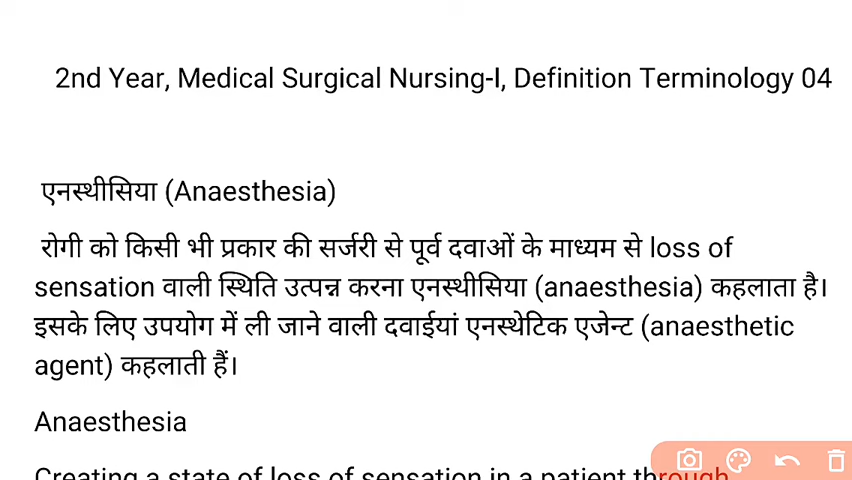 2nd Year, Medical Surgical Nursing-I, Definition Terminology 04
एनस्थीसिया (Anaesthesia)
रोगी को किसी भी प्रकार की सर्जरी से पूर्व दवाओं के माध्यम से loss of
sensation वाली स्थिति उत्पन्न करना एनस्थीसिया (anaesthesia) कहलाता है।
इसके लिए उपयोग में ली जाने वाली दवाईयां एनस्थेटिक एजेन्ट (anaesthetic
agent) कहलाती हैं।
Anaesthesia
Creating a state of loss of sensation in a patient through